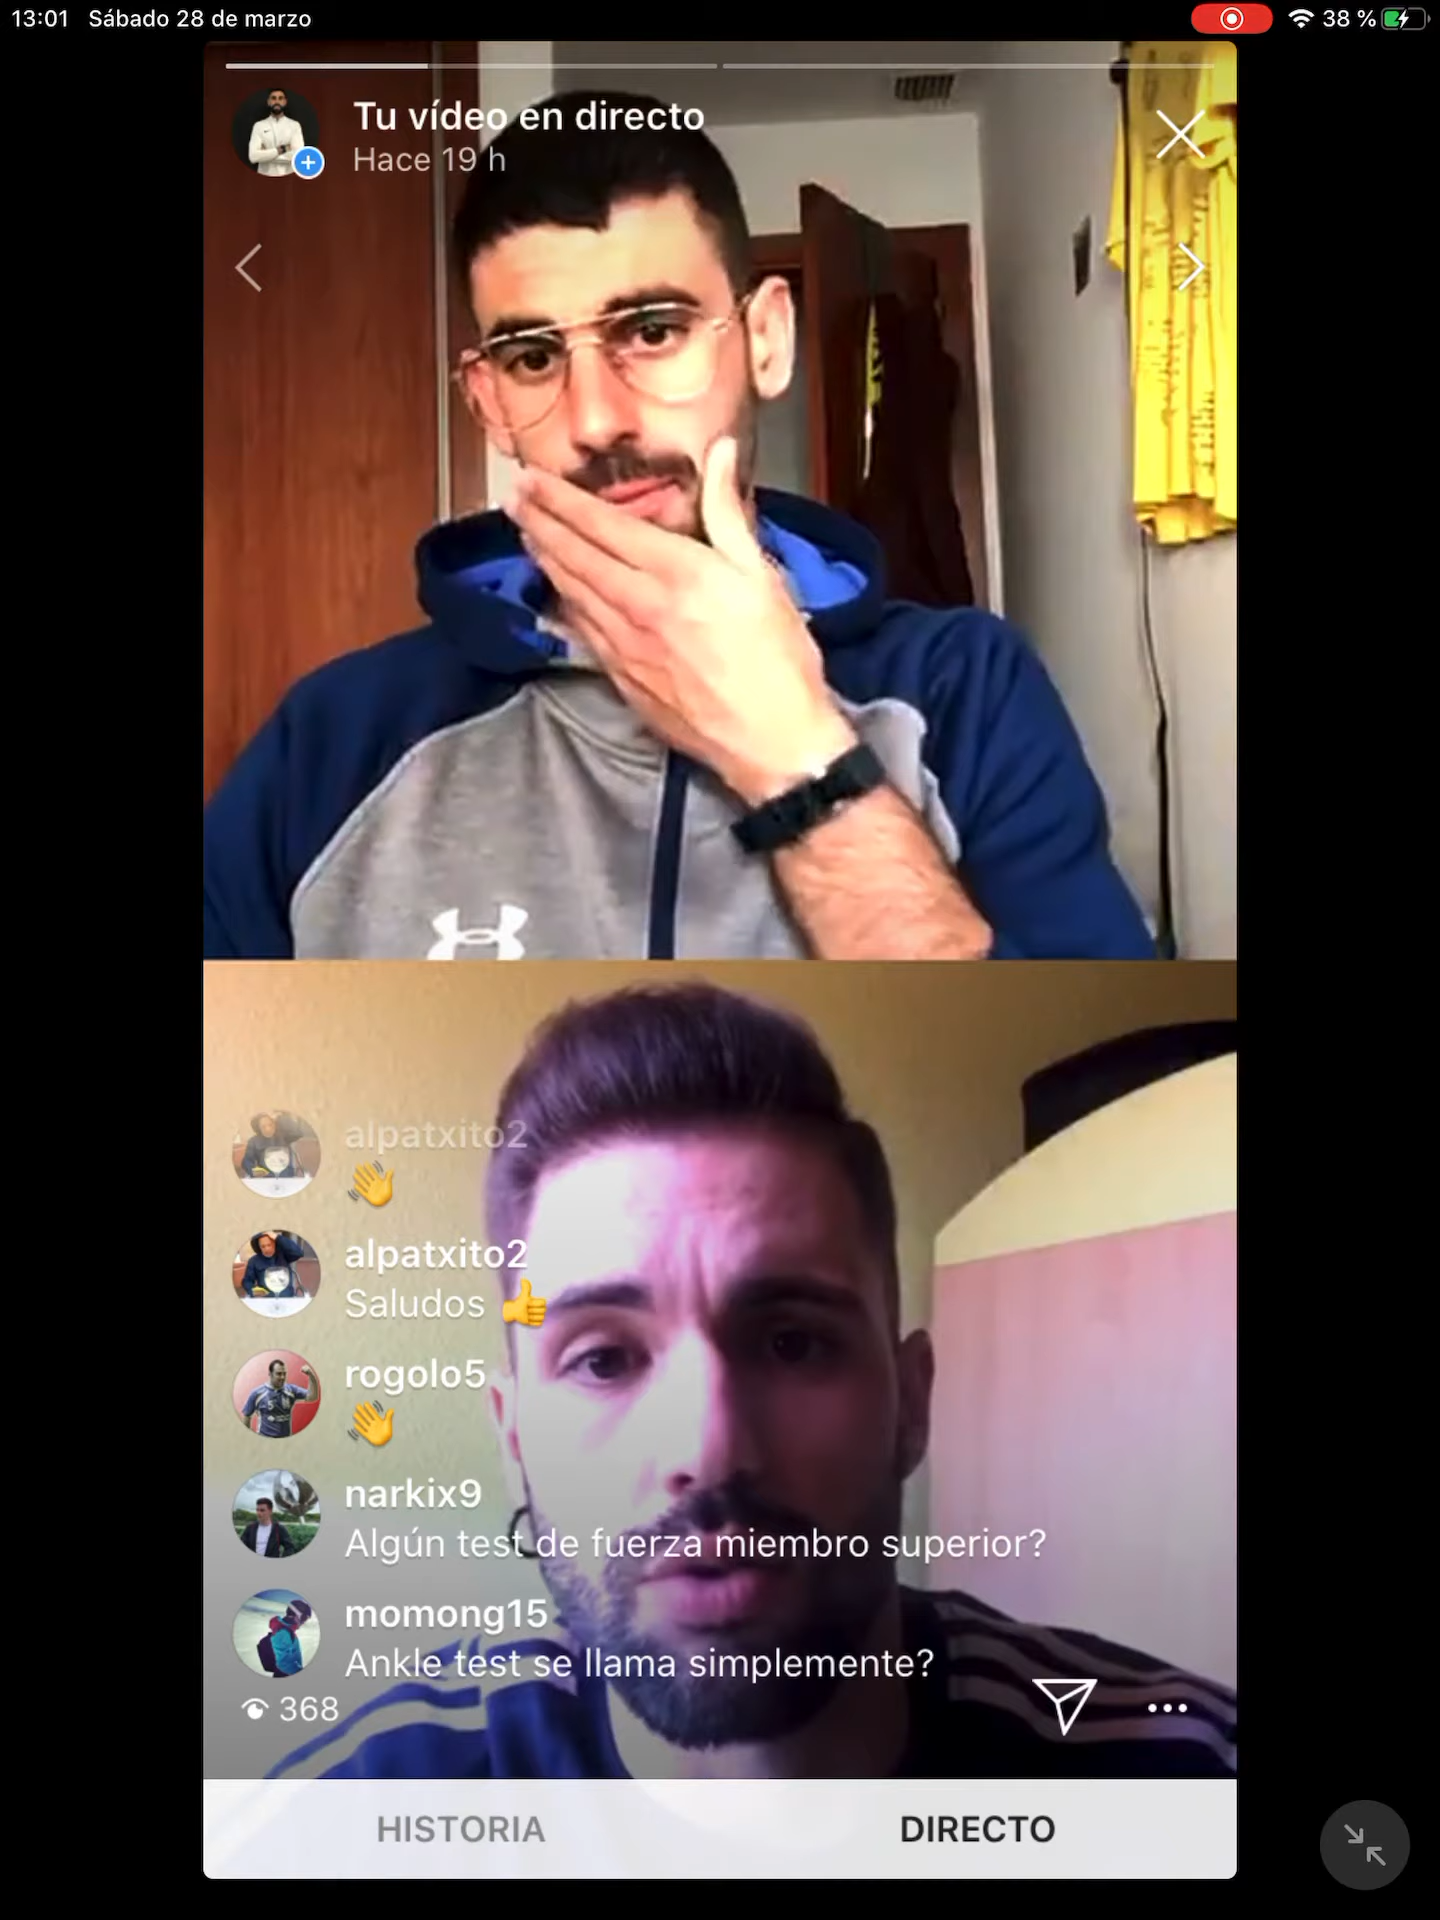 13:01 Sábado 28 de marzo
38 %
Tu vídeo en directo
Hace 19 h
alpatxito2
👋
alpatxito2
Saludos 👍
rogolo5
👋
narkix9
Algún test de fuerza miembro superior?
momong15
Ankle test se llama simplemente?
368
HISTORIA
DIRECTO